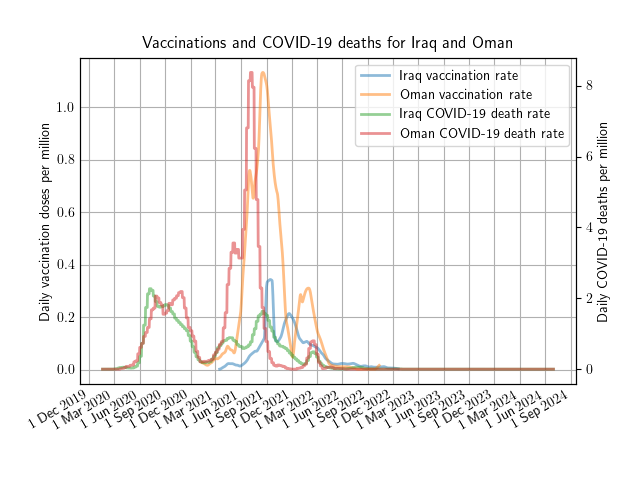 Vaccinations and COVID-19 deaths for Iraq and Oman
Iraq vaccination rate
Oman vaccination rate
Iraq COVID-19 death rate
Oman COVID-19 death rate
Daily vaccination doses per million
1.0
0.8
0.6
0.4
0.2
0.0
Daily COVID-19 deaths per million
8
6
4
2
0
1 Dec 2019
1 Mar 2020
1 Jun 2020
1 Sep 2020
1 Dec 2020
1 Mar 2021
1 Jun 2021
1 Sep 2021
1 Dec 2021
1 Mar 2022
1 Jun 2022
1 Sep 2022
1 Dec 2022
1 Mar 2023
1 Jun 2023
1 Sep 2023
1 Dec 2023
1 Mar 2024
1 Jun 2024
1 Sep 2024